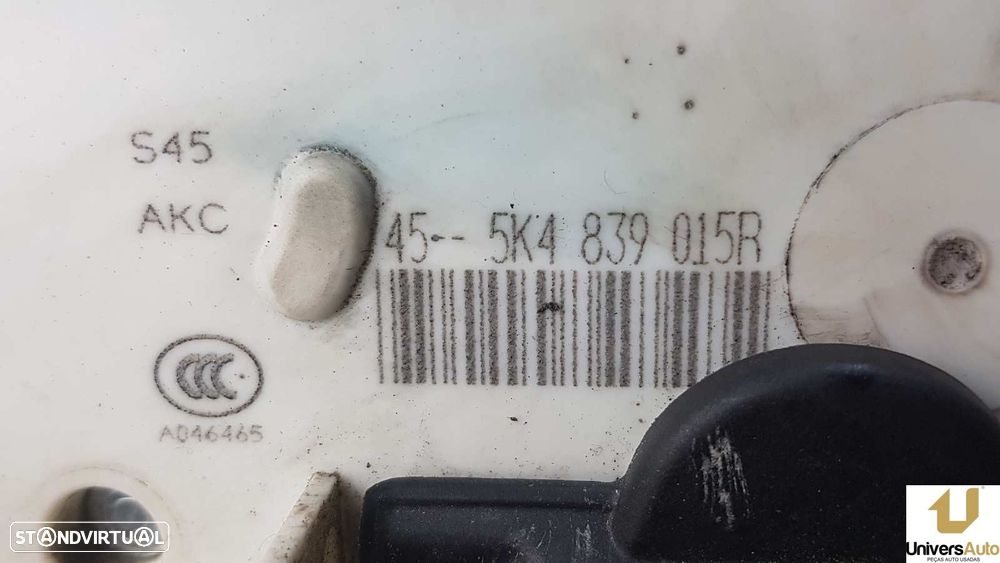 S45
AKC
45-- 5K4 839 015R
CCC
A046465
STANDVIRTUAL
UniversAuto
PEÇAS AUTO USADAS